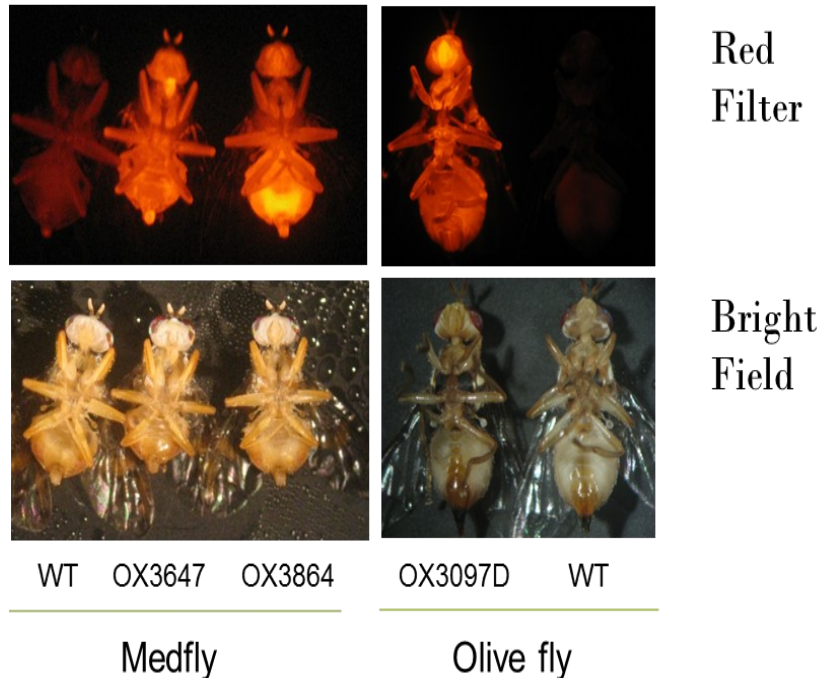 Red
Filter
Bright
Field
WT OX3647 OX3864 OX3097D WT
Medfly Olive fly